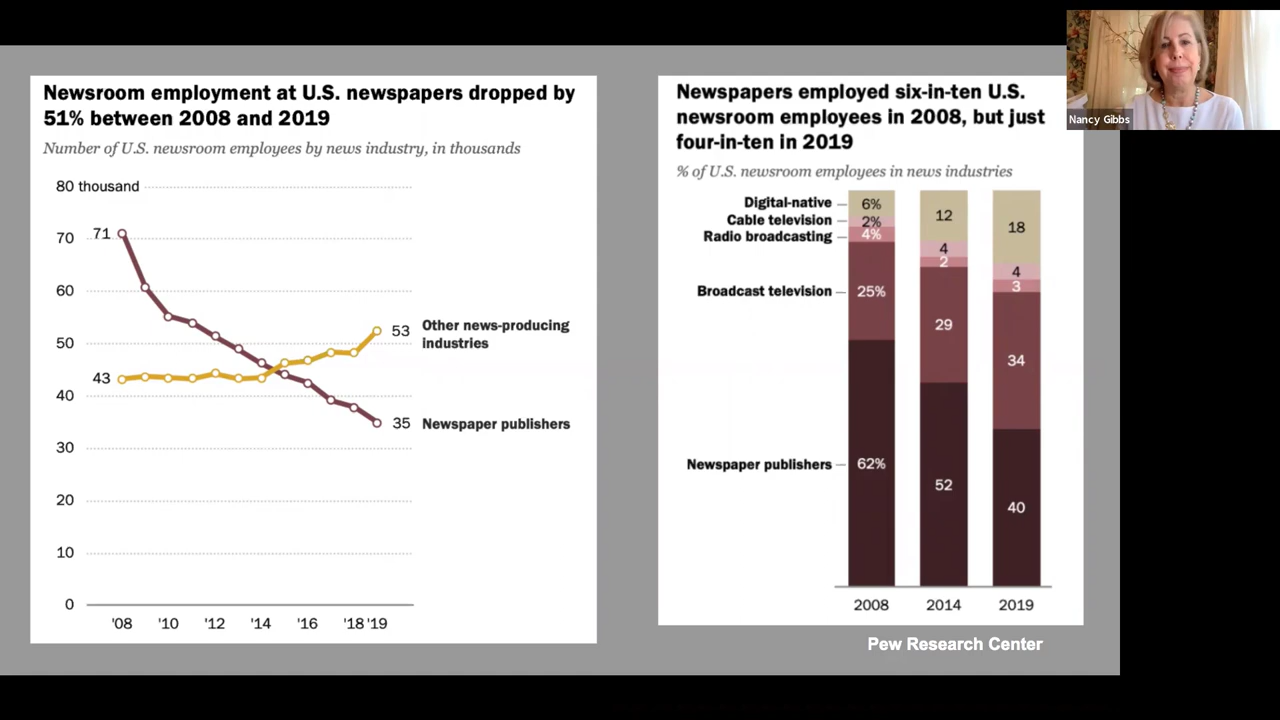 Newsroom employment at U.S. newspapers dropped by
51% between 2008 and 2019
Number of U.S. newsroom employees by news industry, in thousands
80 thousand
70
60
50
40
30
20
10
0
71
43
53
Other news-producing
industries
35
Newspaper publishers
'08
'10
'12
'14
'16
'18
'19
Newspapers employed six-in-ten U.S.
newsroom employees in 2008, but just
four-in-ten in 2019
% of U.S. newsroom employees in news industries
Digital-native
6%
12
18
Cable television
2%
4
4
Radio broadcasting
4%
2
3
Broadcast television
25%
29
34
Newspaper publishers
62%
52
40
2008
2014
2019
Pew Research Center
Nancy Gibbs